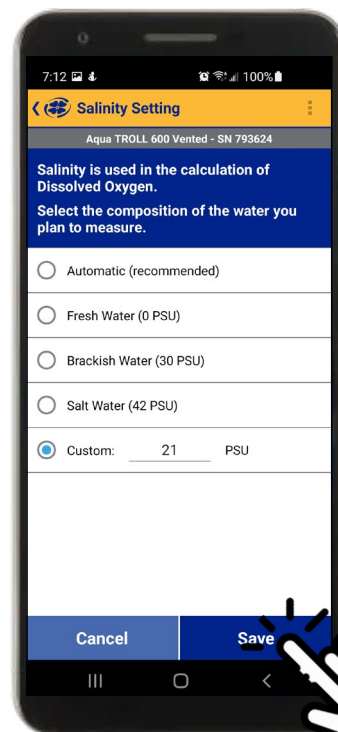 7:12 100%
Salinity Setting
Aqua TROLL 600 Vented - SN 793624
Salinity is used in the calculation of
Dissolved Oxygen.
Select the composition of the water you
plan to measure.
Automatic (recommended)
Fresh Water (0 PSU)
Brackish Water (30 PSU)
Salt Water (42 PSU)
Custom: 21 PSU
Cancel Save